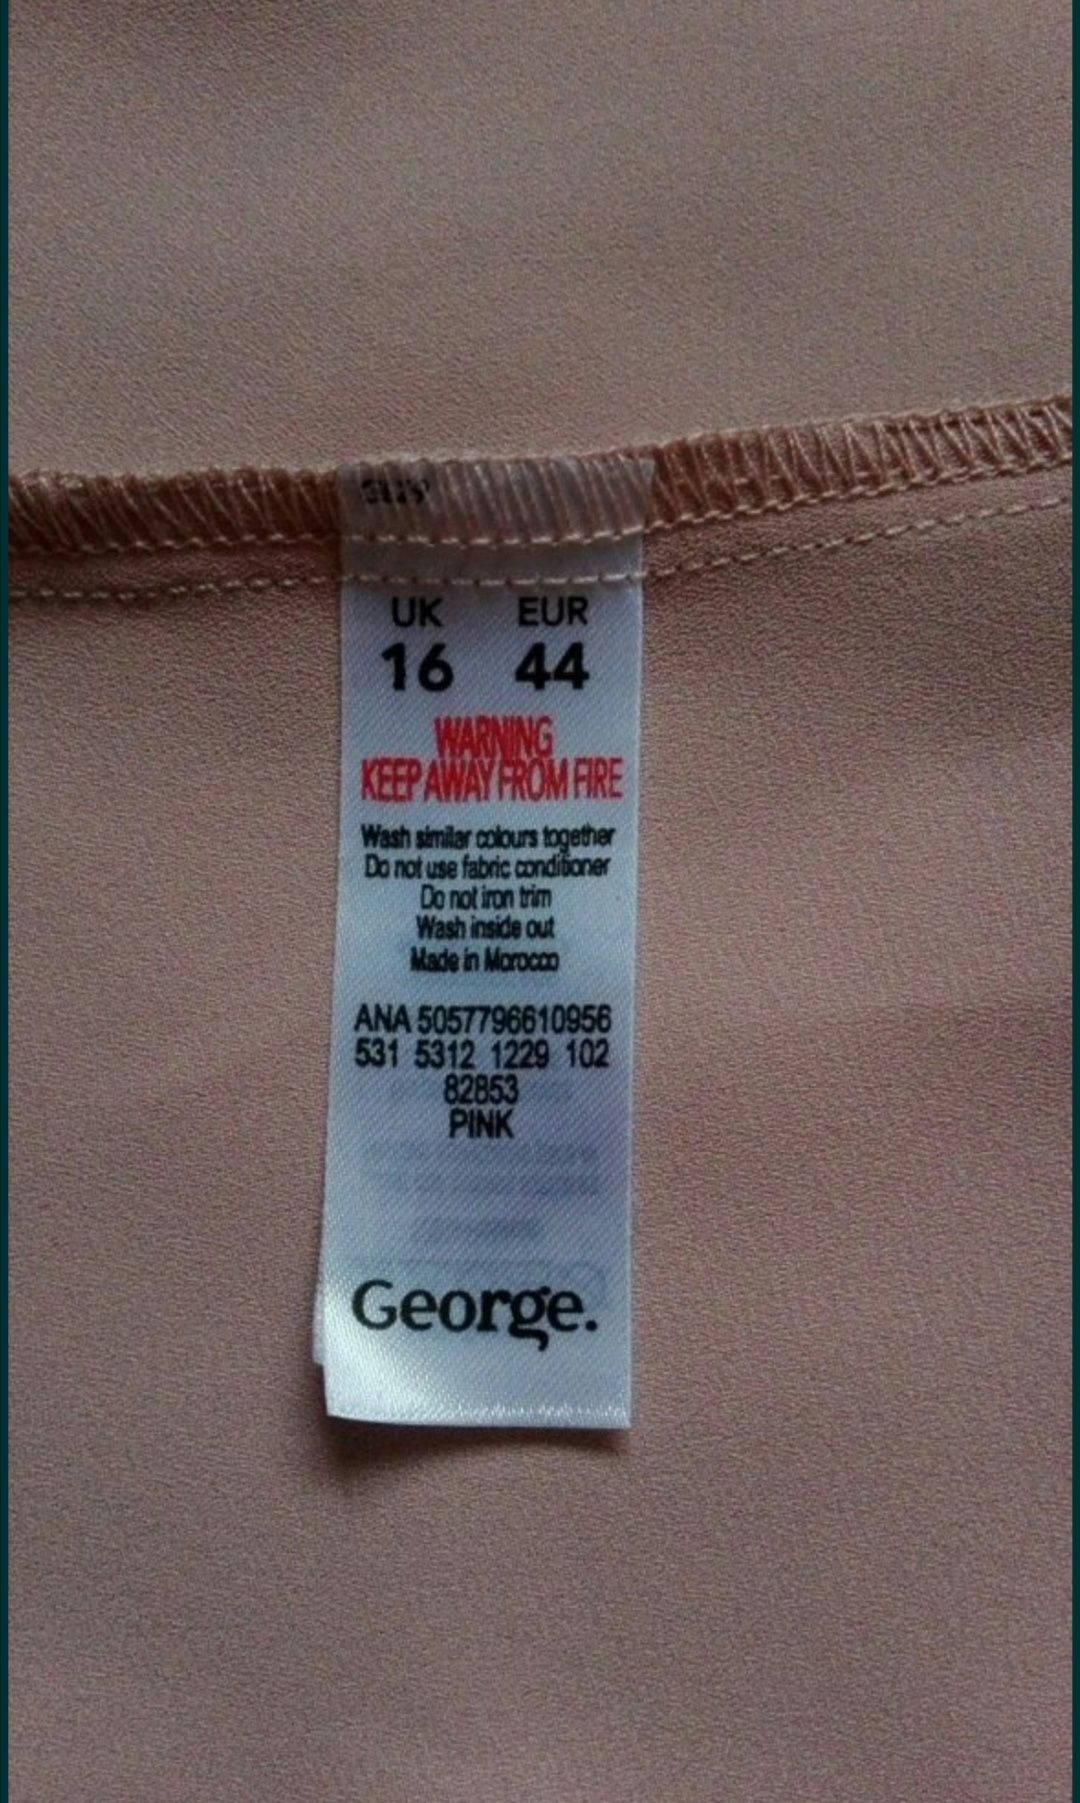 UK EUR
16 44
WARNING
KEEP AWAY FROM FIRE
Wash similar colours together
Do not use fabric conditioner
Do not iron trim
Wash inside out
Made in Morocco
ANA 5057796610956
531 5312 1229 102
82853
PINK
George.